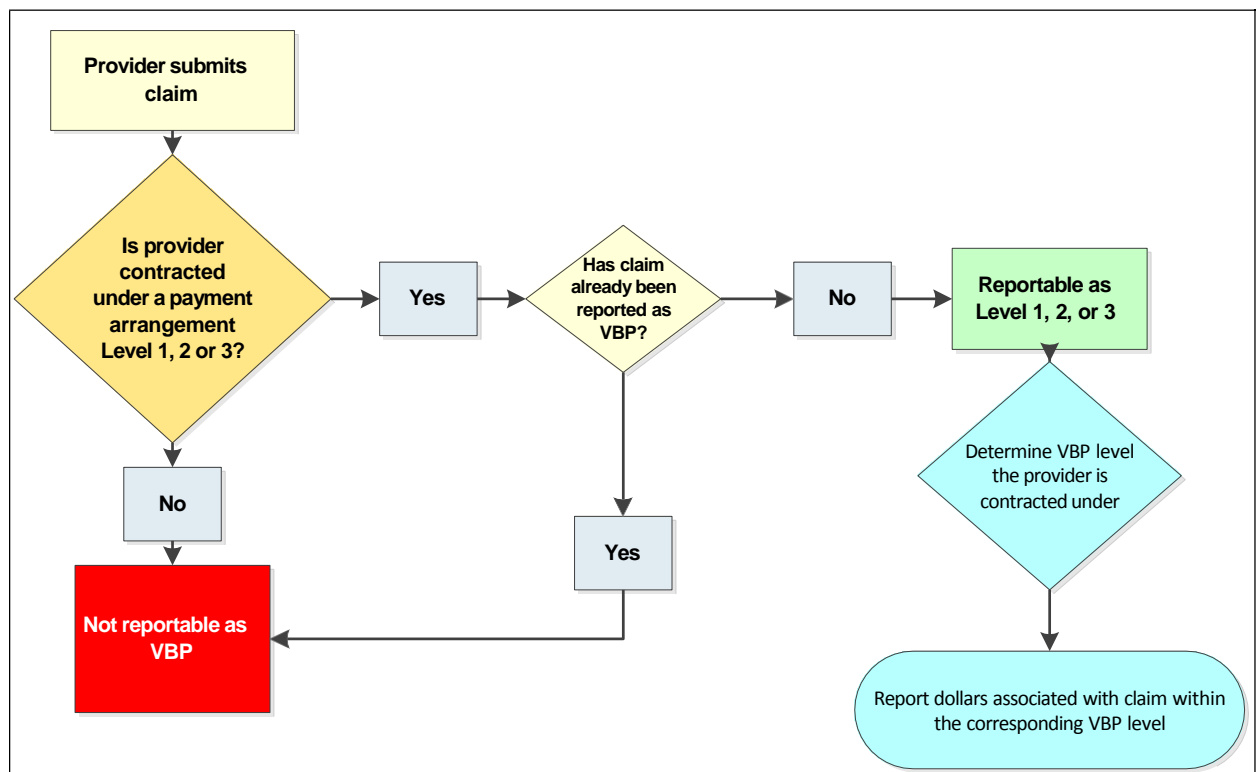 Provider submits
claim
Is provider
contracted
under a payment
arrangement
Level 1, 2 or 3?
Yes
Has claim
already been
reported as
VBP?
No
Reportable as
Level 1, 2, or 3
Determine VBP level
the provider is
contracted under
No
Yes
Not reportable as
VBP
Report dollars associated with claim within
the corresponding VBP level